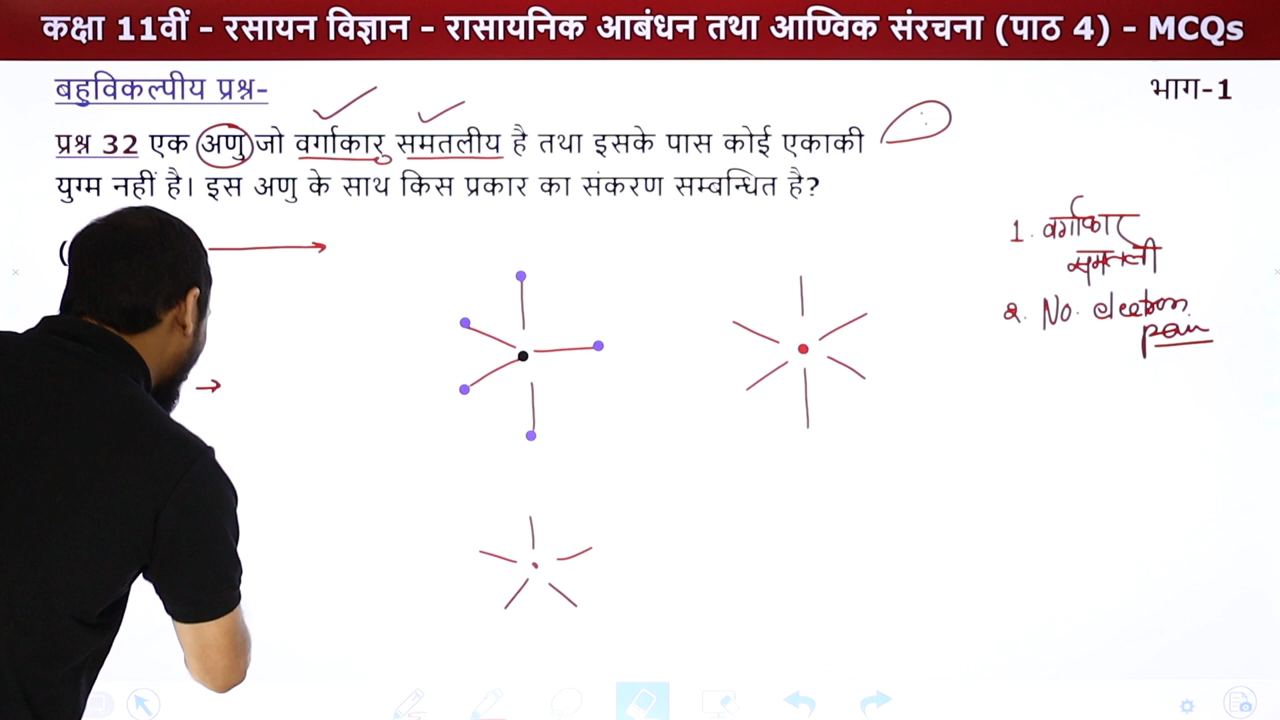 कक्षा 11वीं - रसायन विज्ञान - रासायनिक आबंधन तथा आण्विक संरचना (पाठ 4) - MCQs
बहुविकल्पीय प्रश्न-
भाग-1
प्रश्न 32 एक अणु जो वर्गाकार समतलीय है तथा इसके पास कोई एकाकी
युग्म नहीं है। इस अणु के साथ किस प्रकार का संकरण सम्बन्धित है?
(
1. वर्गाकार
समतली
2. No. electron
pair